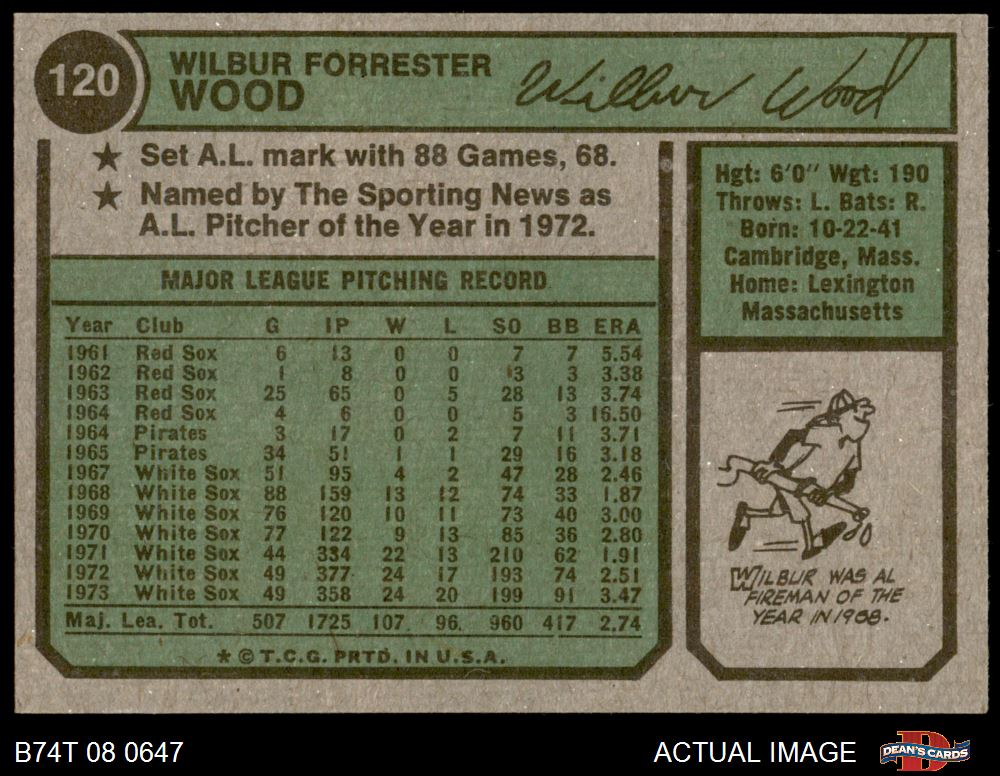 120
WILBUR FORRESTER
WOOD
Wilbur Wood
★ Set A.L. mark with 88 Games, 68.
★ Named by The Sporting News as
A.L. Pitcher of the Year in 1972.
MAJOR LEAGUE PITCHING RECORD
Year Club G IP W L SO BB ERA
1961 Red Sox 6 13 0 0 7 7 5.54
1962 Red Sox 1 8 0 0 3 3 3.38
1963 Red Sox 25 65 0 5 28 13 3.74
1964 Red Sox 4 6 0 0 5 3 16.50
1964 Pirates 3 17 0 2 7 11 3.71
1965 Pirates 34 51 1 1 29 16 3.18
1967 White Sox 51 95 4 2 47 28 2.46
1968 White Sox 88 159 13 12 74 33 1.87
1969 White Sox 76 120 10 11 73 40 3.00
1970 White Sox 77 122 9 13 85 36 2.80
1971 White Sox 44 334 22 13 210 62 1.91
1972 White Sox 49 377 24 17 193 74 2.51
1973 White Sox 49 358 24 20 199 91 3.47
Maj. Lea. Tot. 507 1725 107 96 960 417 2.74
★ © T.C.G. PRTD. IN U.S.A.
Hgt: 6'0" Wgt: 190
Throws: L. Bats: R.
Born: 10-22-41
Cambridge, Mass.
Home: Lexington
Massachusetts
WILBUR WAS AL
FIREMAN OF THE
YEAR IN 1968.
B74T 08 0647
ACTUAL IMAGE
DEAN'S CARDS